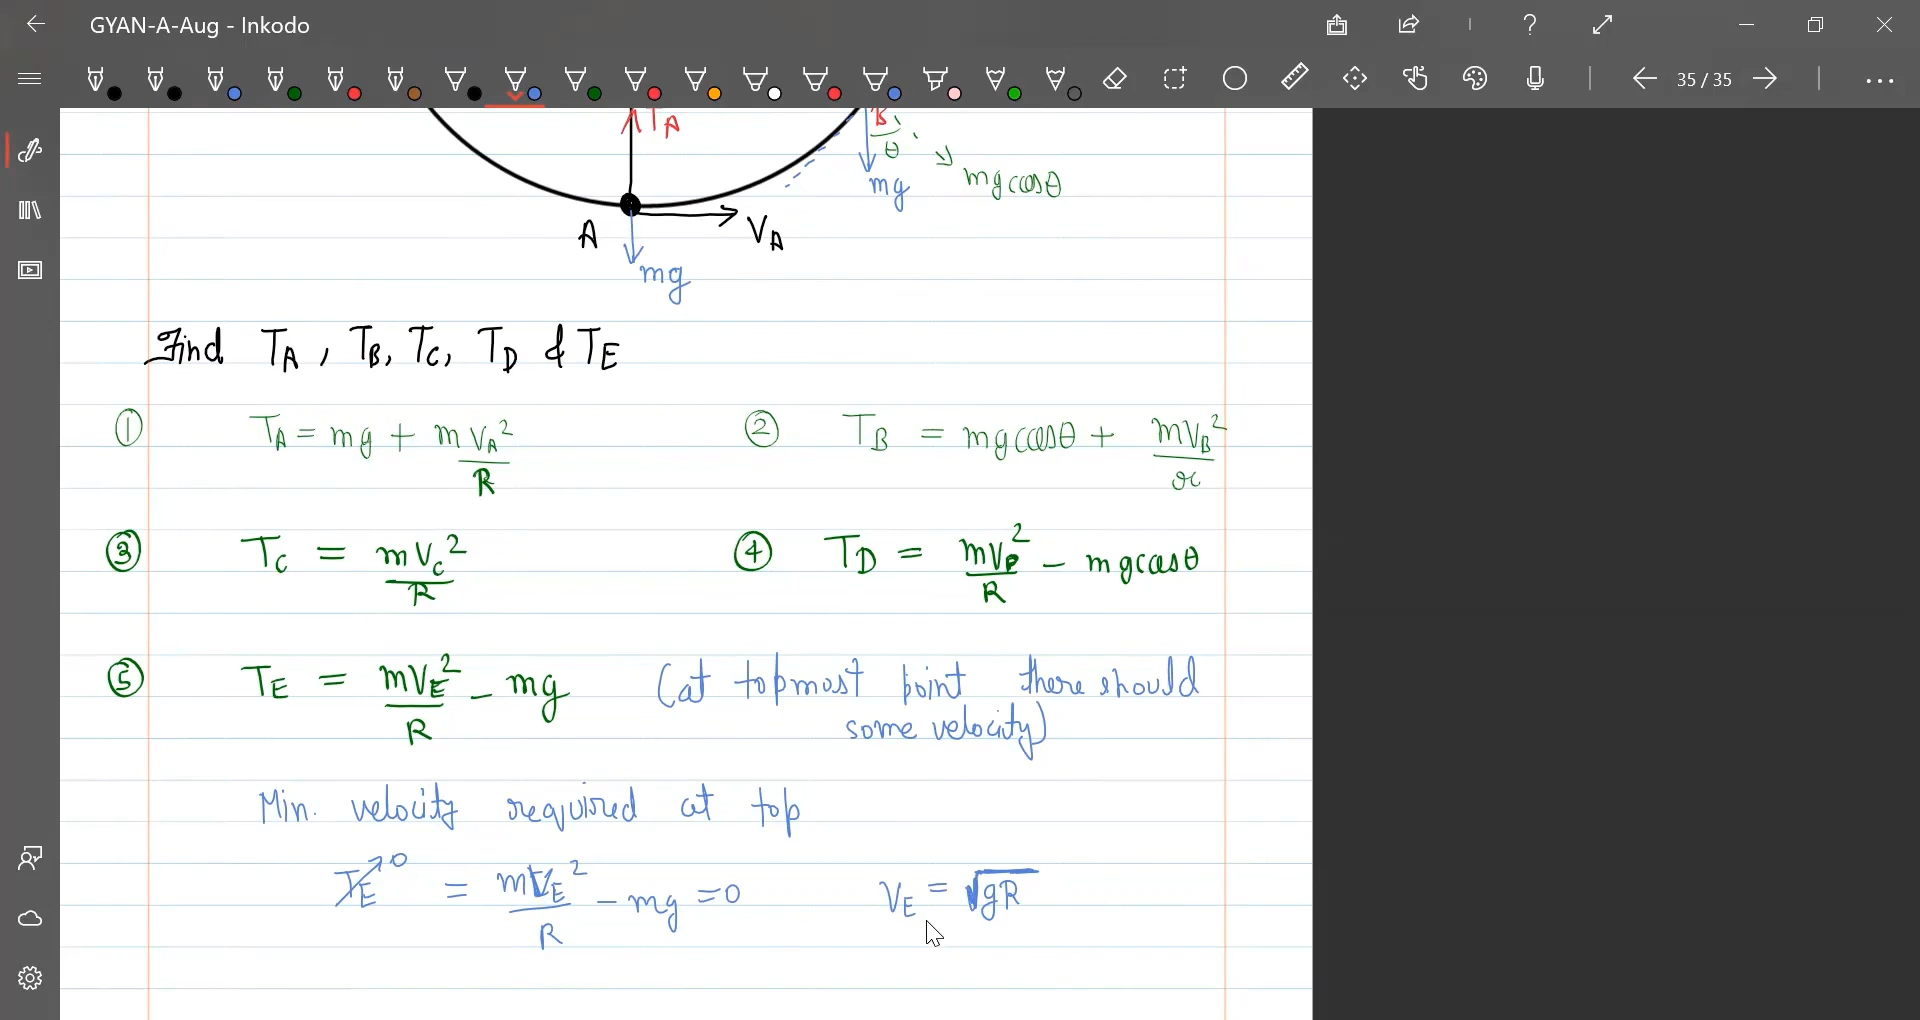 GYAN-A-Aug - Inkodo
35 / 35
T_A
B
θ
mg
mg cosθ
A
V_A
mg
Find T_A , T_B, T_C, T_D & T_E
① T_A = mg + mV_A²/R
② T_B = mg cosθ + mV_B²/r
③ T_C = mV_C²/R
④ T_D = mV_D²/R - mg cosθ
⑤ T_E = mV_E²/R - mg (at topmost point there should
some velocity)
Min. velocity required at top
T_E → 0 = mV_E²/R - mg = 0
V_E = √gR